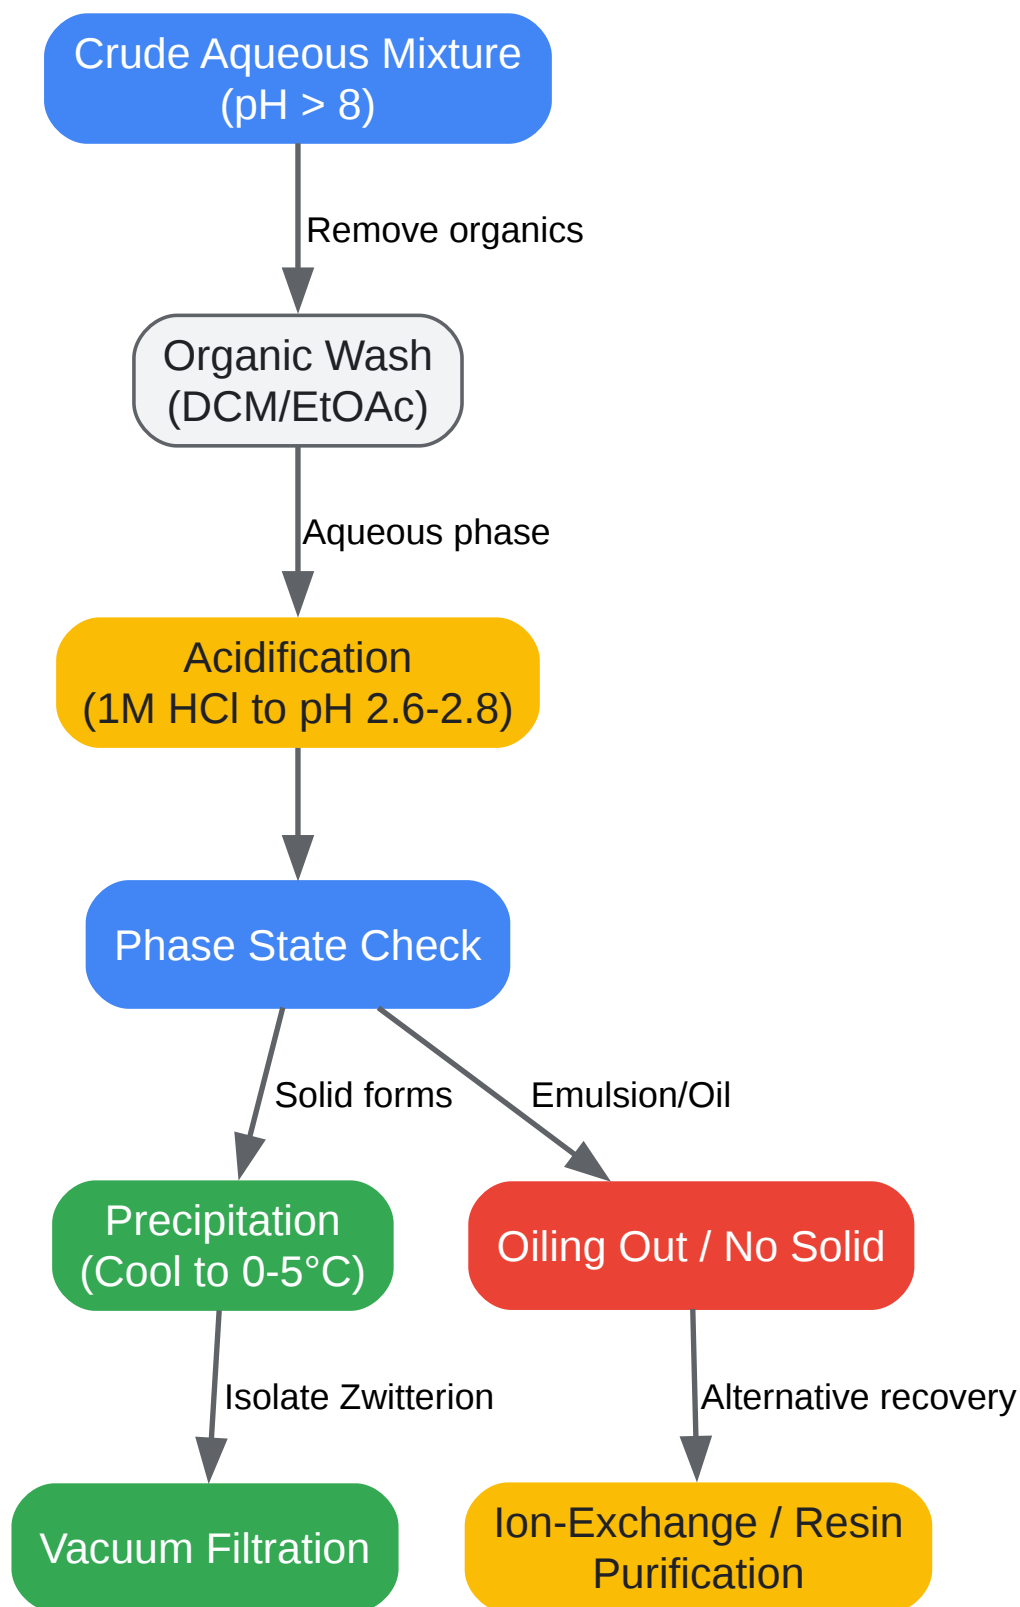 Crude Aqueous Mixture
(pH > 8)
Remove organics
Organic Wash
(DCM/EtOAc)
Aqueous phase
Acidification
(1M HCl to pH 2.6-2.8)
Phase State Check
Solid forms
Emulsion/Oil
Precipitation
(Cool to 0-5°C)
Oiling Out / No Solid
Isolate Zwitterion
Alternative recovery
Vacuum Filtration
Ion-Exchange / Resin
Purification